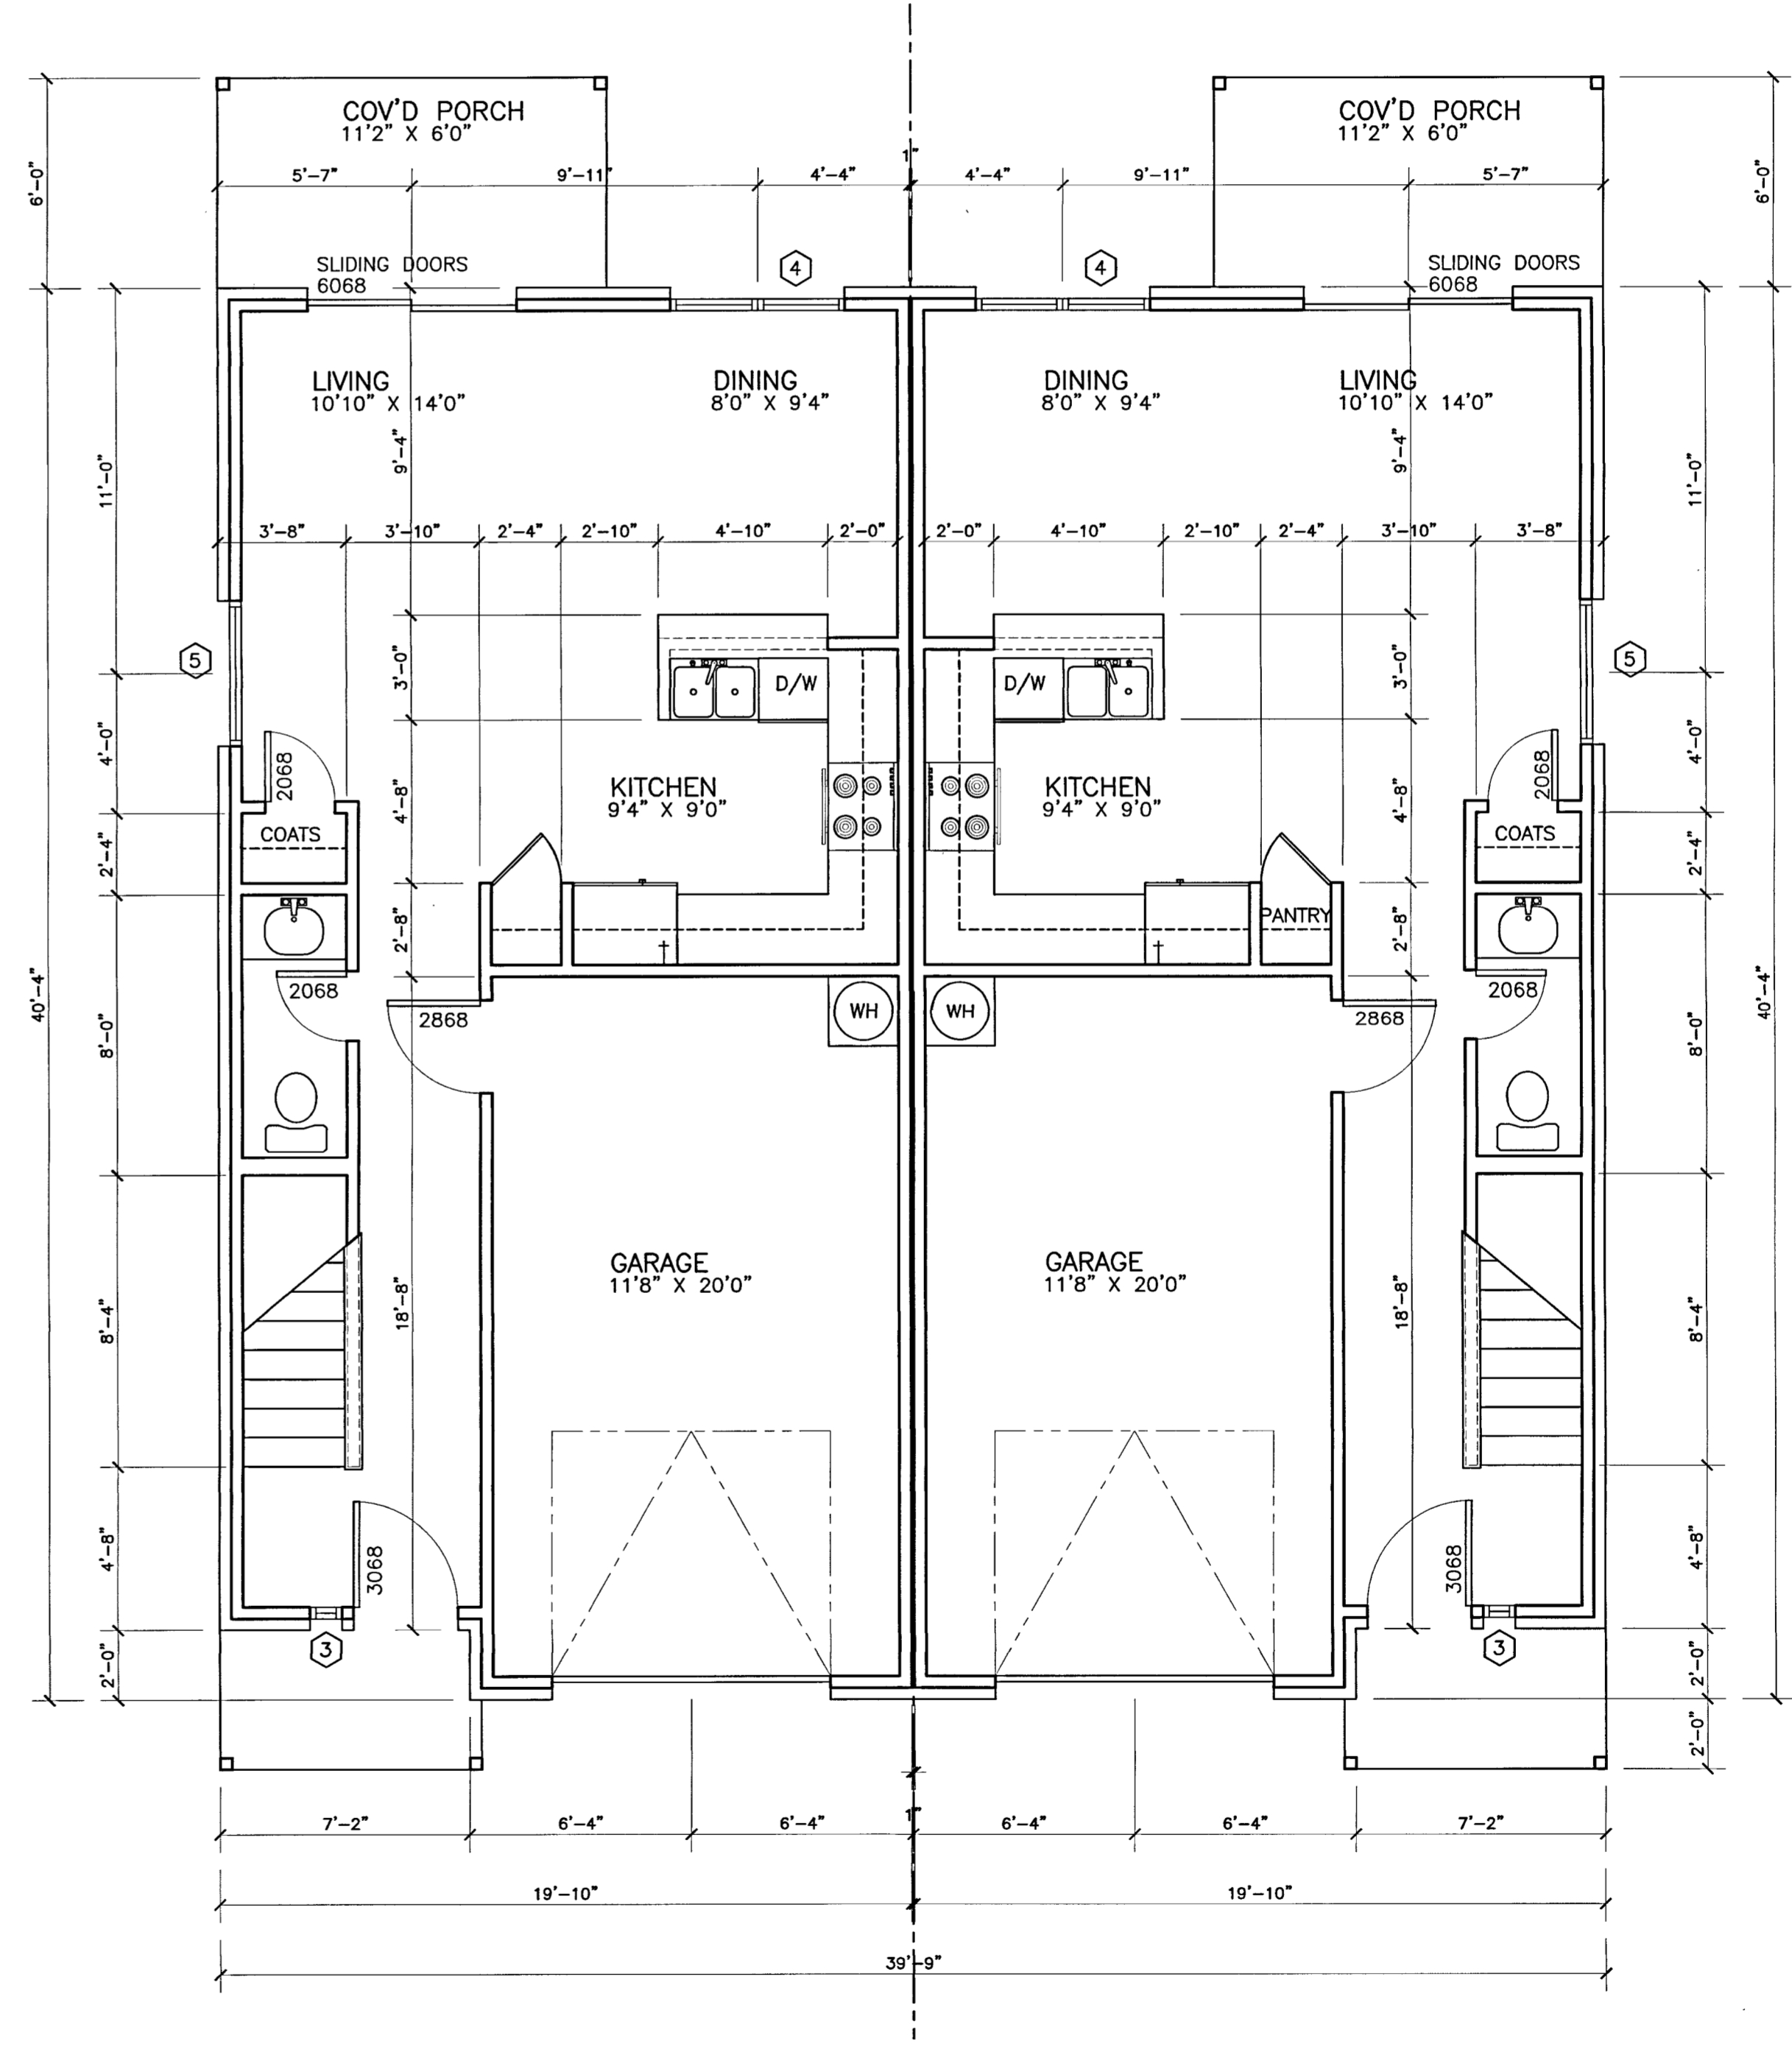 COV'D PORCH
11'2" X 6'0"
COV'D PORCH
11'2" X 6'0"
6'-0"
6'-0"
5'-7"
9'-11"
4'-4"
1"
4'-4"
9'-11"
5'-7"
SLIDING DOORS
6068
4
4
SLIDING DOORS
6068
LIVING
10'10" X 14'0"
DINING
8'0" X 9'4"
DINING
8'0" X 9'4"
LIVING
10'10" X 14'0"
11'-0"
9'-4"
9'-4"
11'-0"
3'-8"
3'-10"
2'-4"
2'-10"
4'-10"
2'-0"
2'-0"
4'-10"
2'-10"
2'-4"
3'-10"
3'-8"
5
3'-0"
D/W
D/W
3'-0"
5
4'-0"
2068
4'-8"
KITCHEN
9'4" X 9'0"
KITCHEN
9'4" X 9'0"
4'-8"
2068
4'-0"
2'-4"
COATS
COATS
2'-4"
2'-8"
PANTRY
2'-8"
40'-4"
40'-4"
8'-0"
2068
2868
WH
WH
2868
2068
8'-0"
8'-4"
18'-8"
GARAGE
11'8" X 20'0"
GARAGE
11'8" X 20'0"
18'-8"
8'-4"
4'-8"
3068
3068
4'-8"
2'-0"
3
3
2'-0"
2'-0"
7'-2"
6'-4"
6'-4"
1"
6'-4"
6'-4"
7'-2"
19'-10"
19'-10"
39'-9"